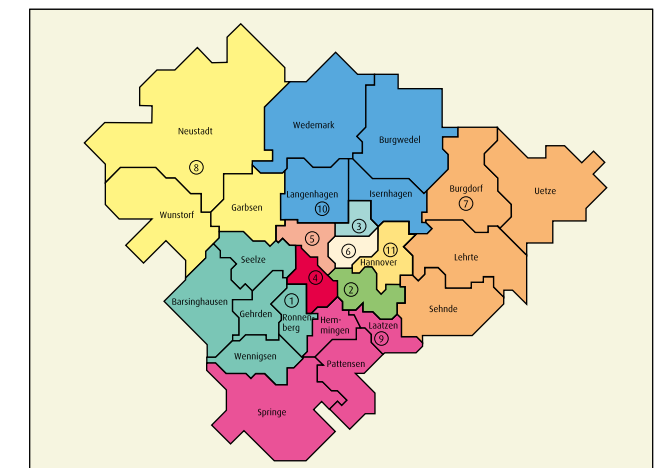 Wedemark
Neustadt
Burgwedel
8
Burgdorf
Uetze
Langenhagen
Isernhagen
7
10
Garbsen
Wunstorf
3
5
6
11
Hannover
Lehrte
Seelze
4
2
Barsinghausen
1
Gehrden
Ronnen-
berg
Sehnde
Hem-
mingen
Laatzen
9
Wennigsen
Pattensen
Springe